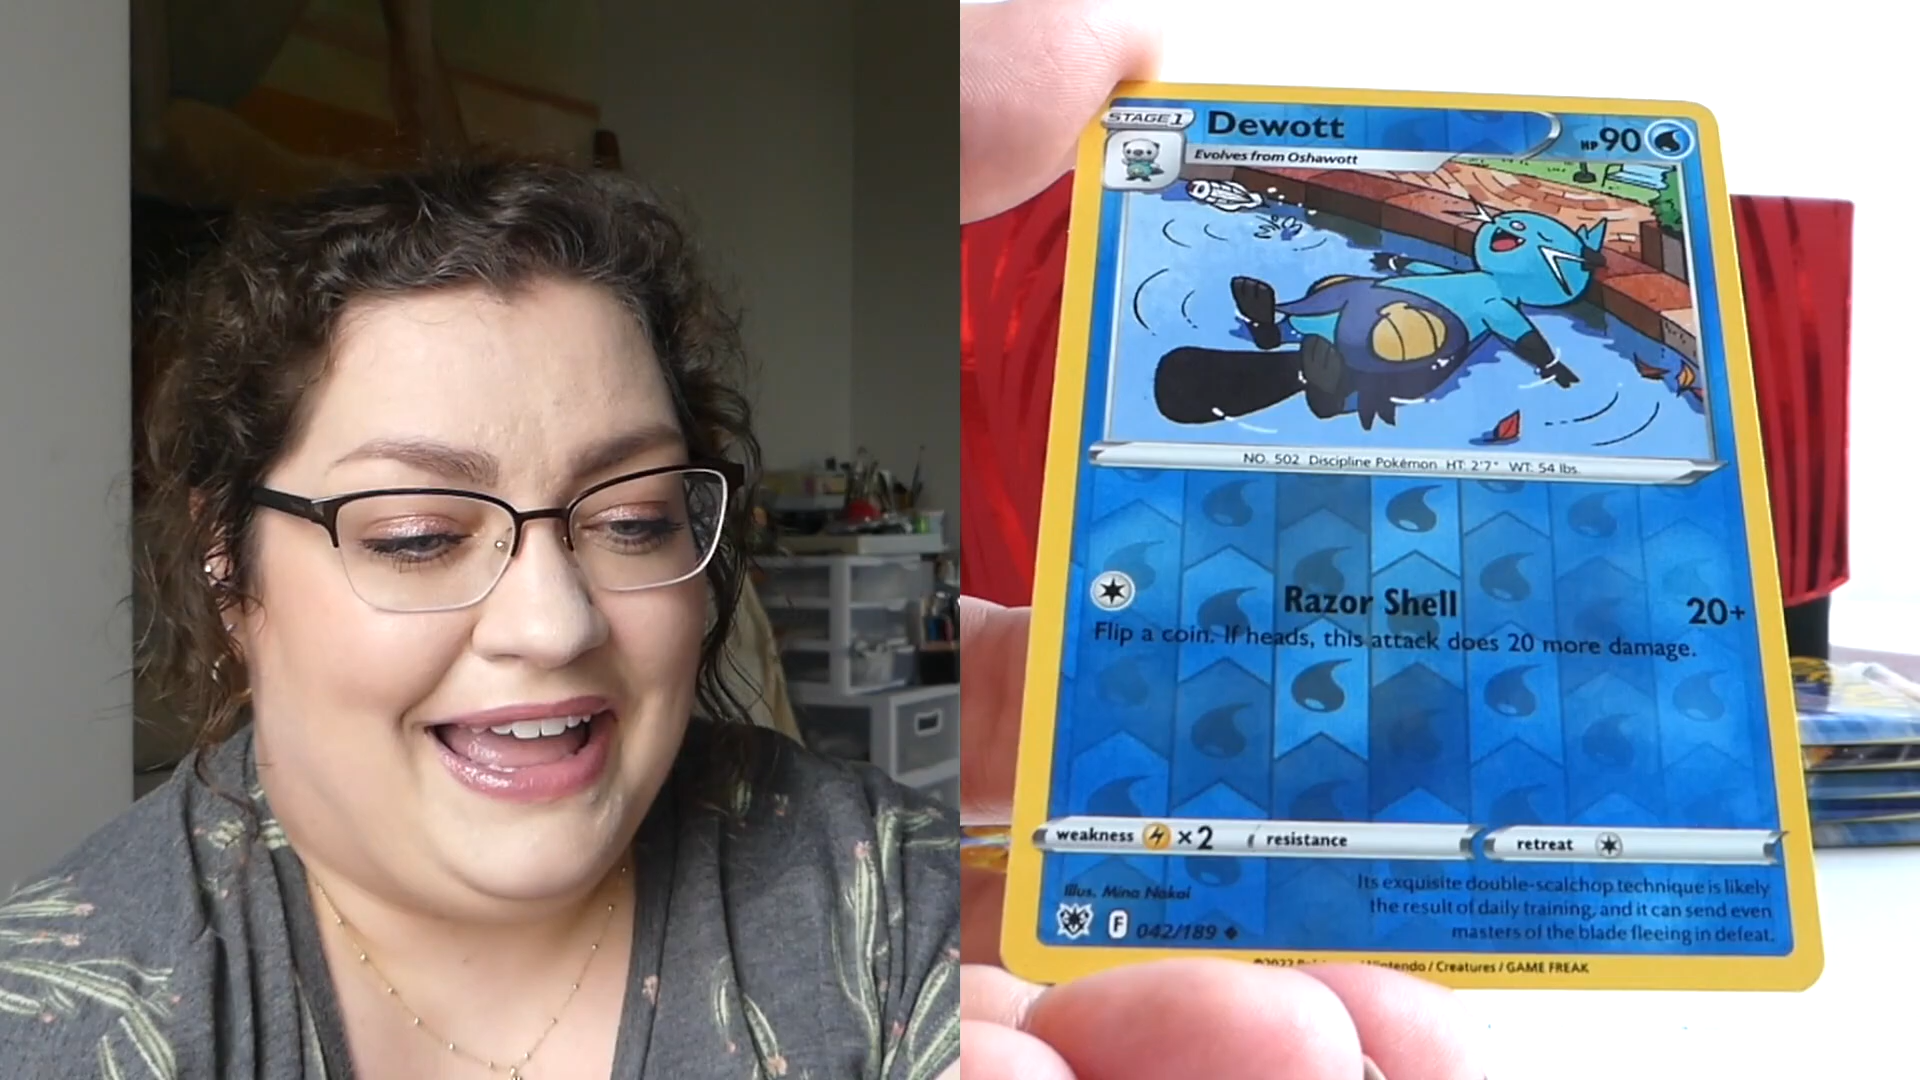 STAGE 1
Dewott
HP 90
Evolves from Oshawott
NO. 502 Discipline Pokémon HT: 2'7" WT: 54 lbs.
Razor Shell 20+
Flip a coin. If heads, this attack does 20 more damage.
weakness ×2 resistance retreat
Illus. Mina Nakai
Its exquisite double-scalchop technique is likely
the result of daily training, and it can send even
masters of the blade fleeing in defeat.
F 042/189
©2022 / Creatures / GAME FREAK